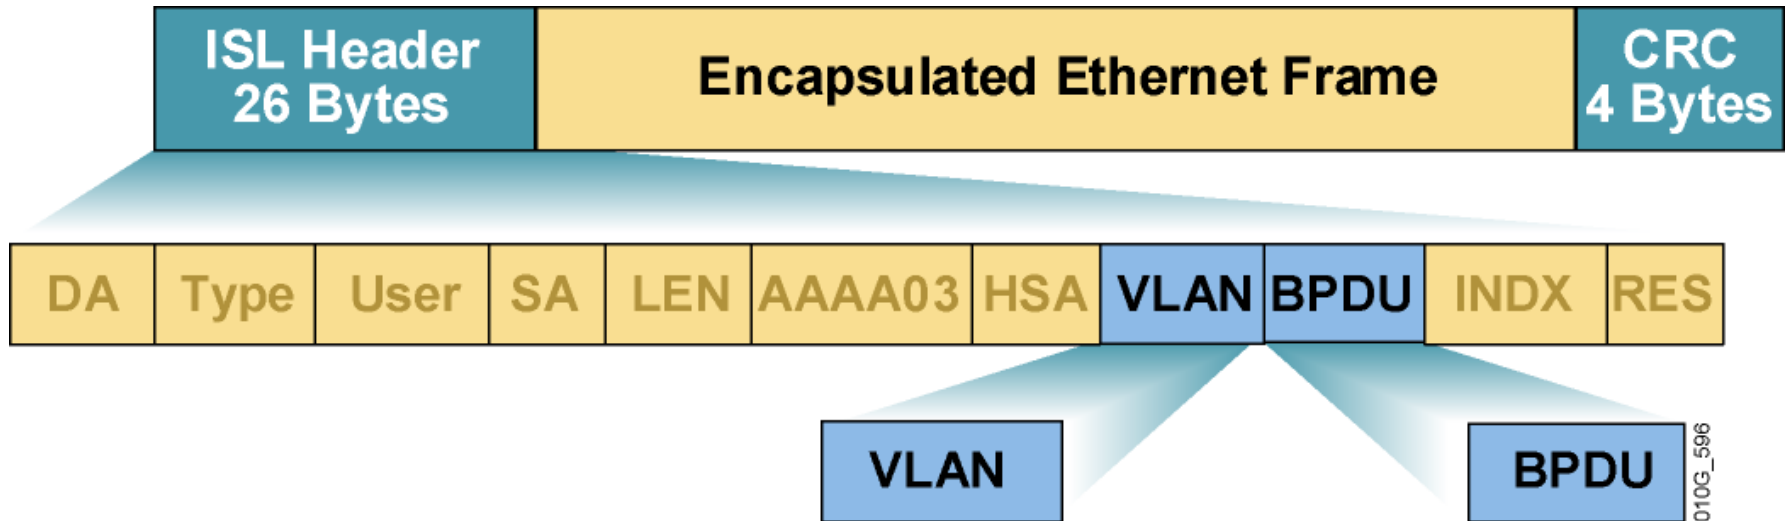 ISL Header
26 Bytes
Encapsulated Ethernet Frame
CRC
4 Bytes
DA Type User SA LEN AAAA03 HSA VLAN BPDU INDX RES
VLAN
BPDU
010G_596